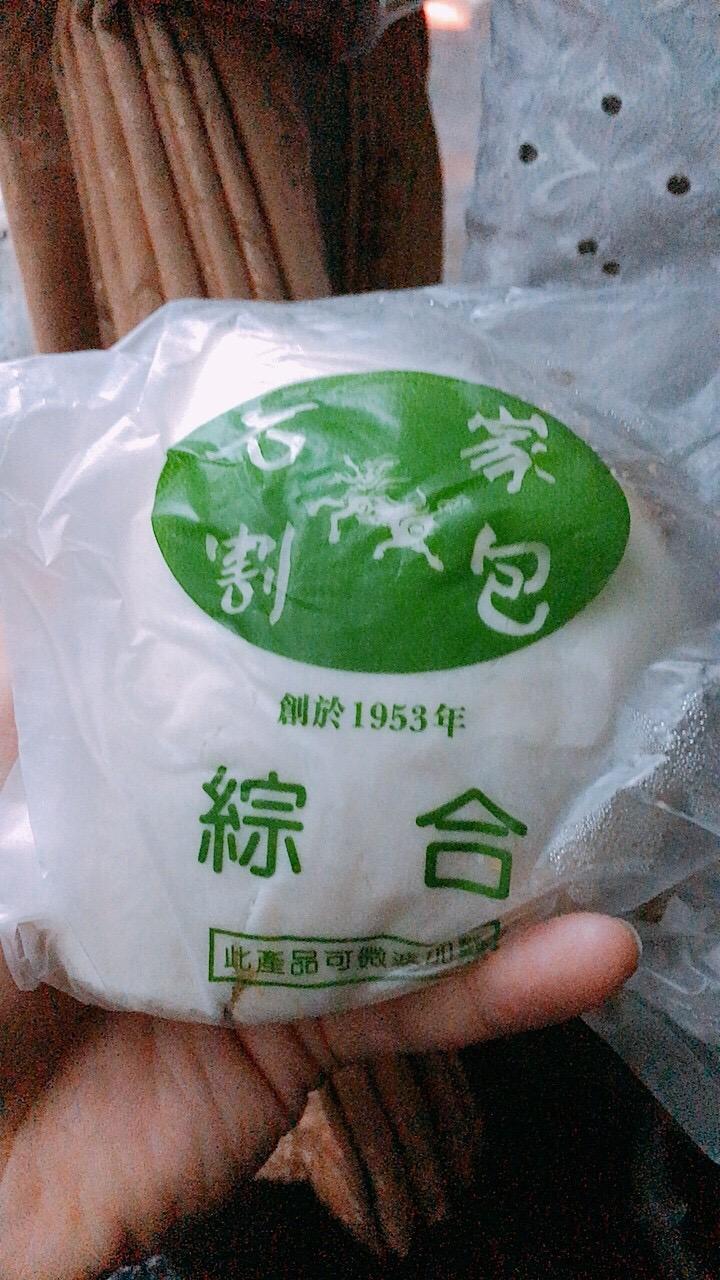 石家
割包
創於1953年
綜合
此產品可微波加熱